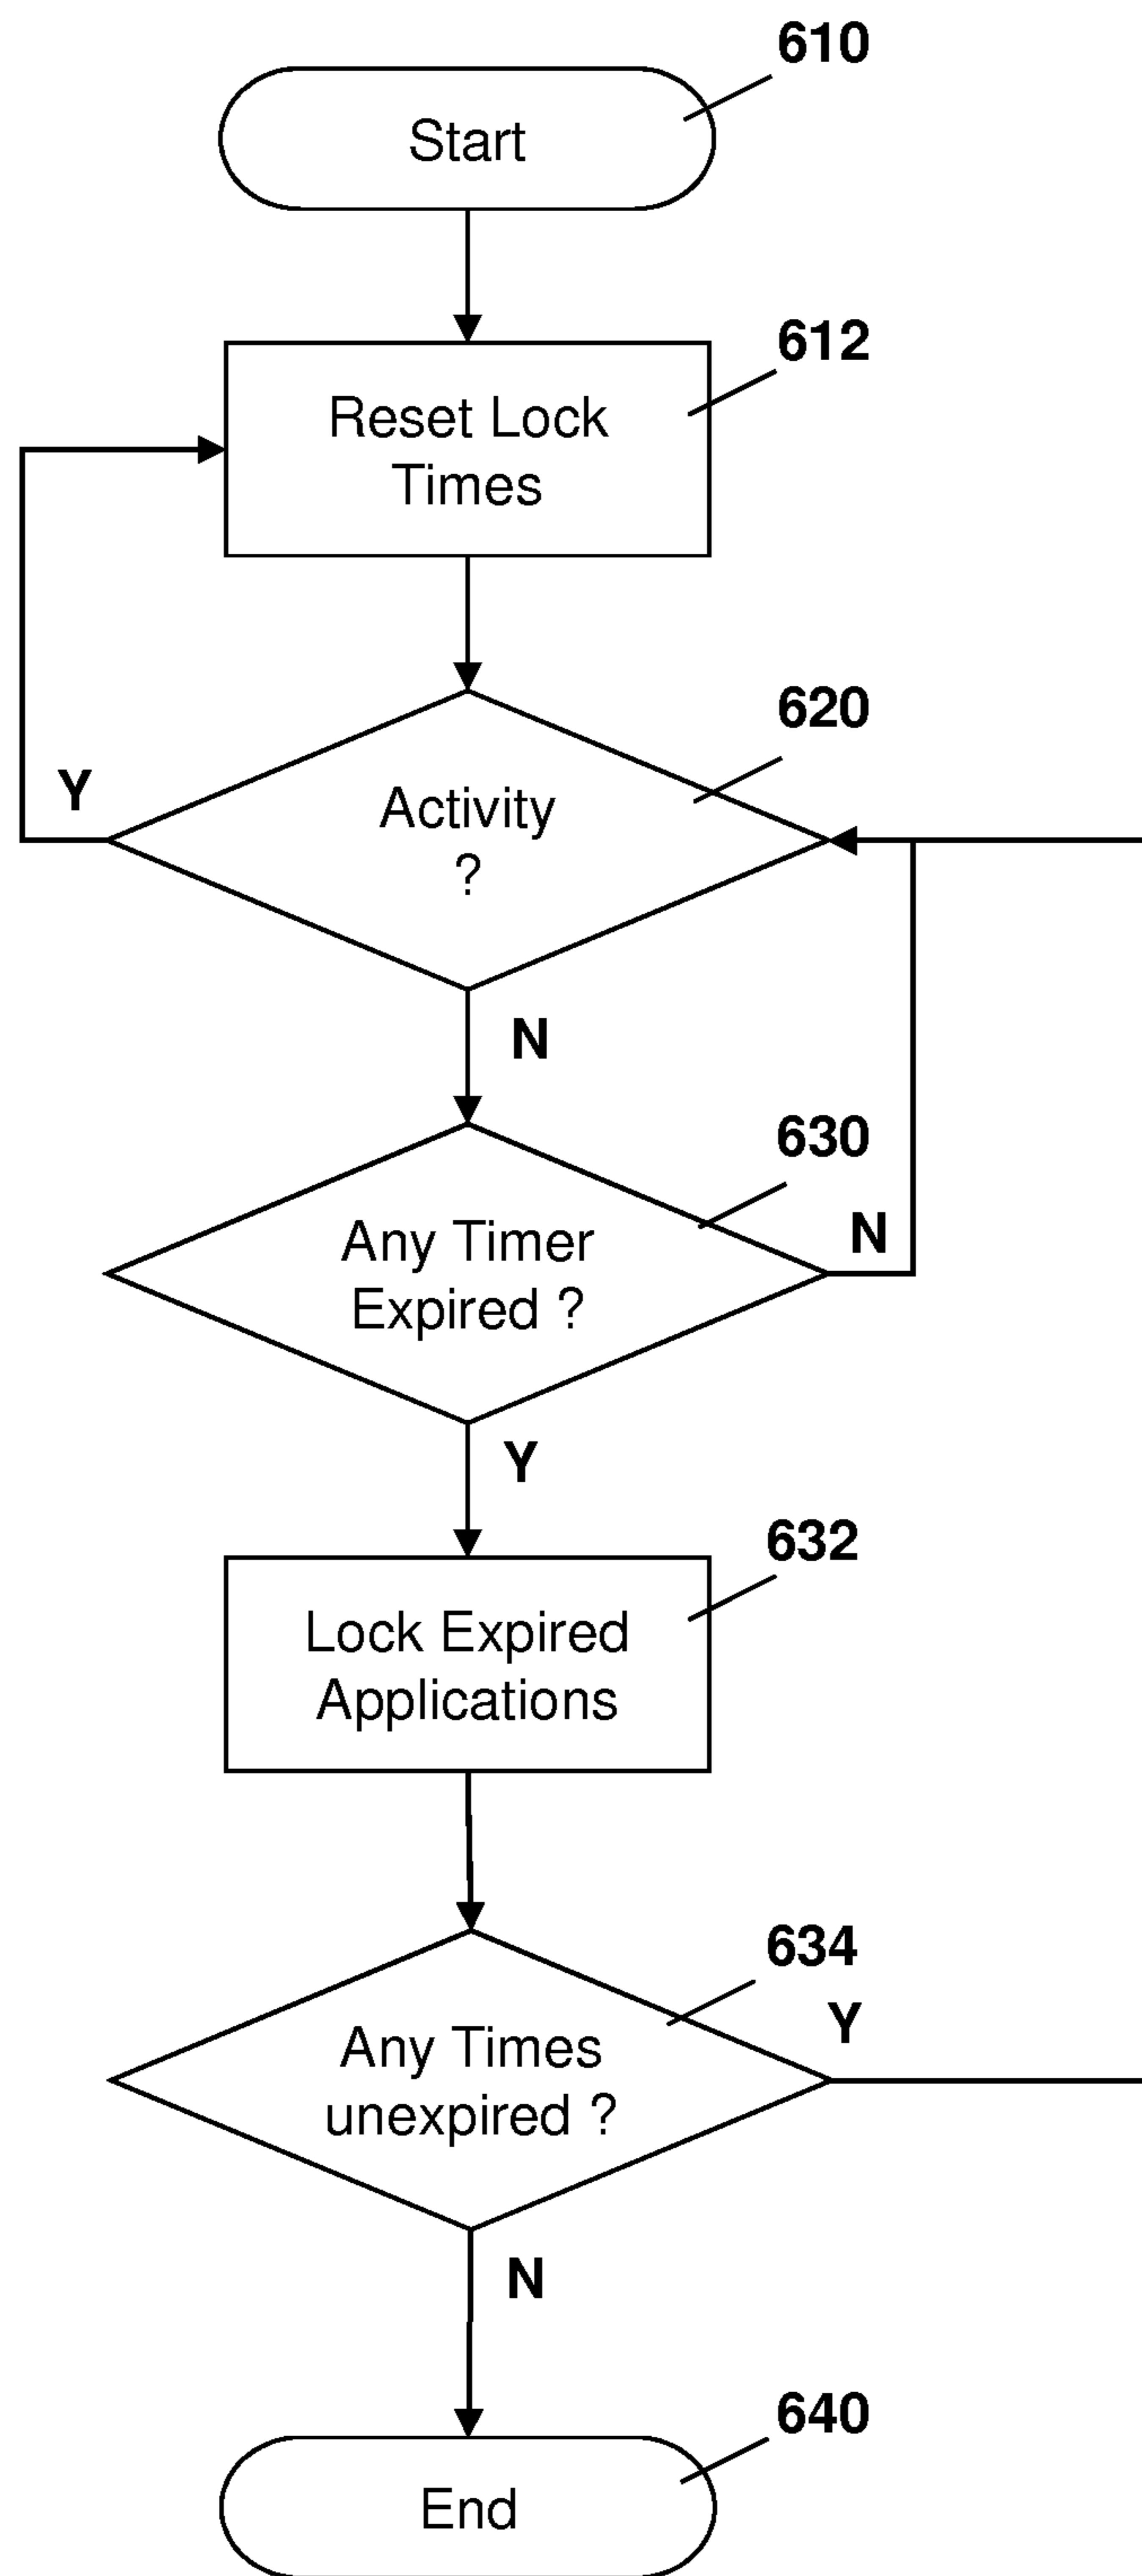 610
Start
612
Reset Lock
Times
620
Y
Activity
?
N
630
Any Timer
Expired ?
N
Y
632
Lock Expired
Applications
634
Y
Any Times
unexpired ?
N
640
End